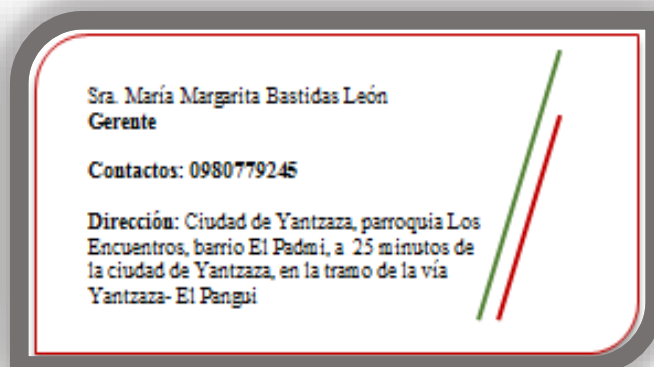 Sra. María Margarita Bastidas León
Gerente
Contactos: 0980779245
Dirección: Ciudad de Yantzaza, parroquia Los
Encuentros, barrio El Padmi, a 25 minutos de
la ciudad de Yantzaza, en la tramo de la vía
Yantzaza- El Pangui